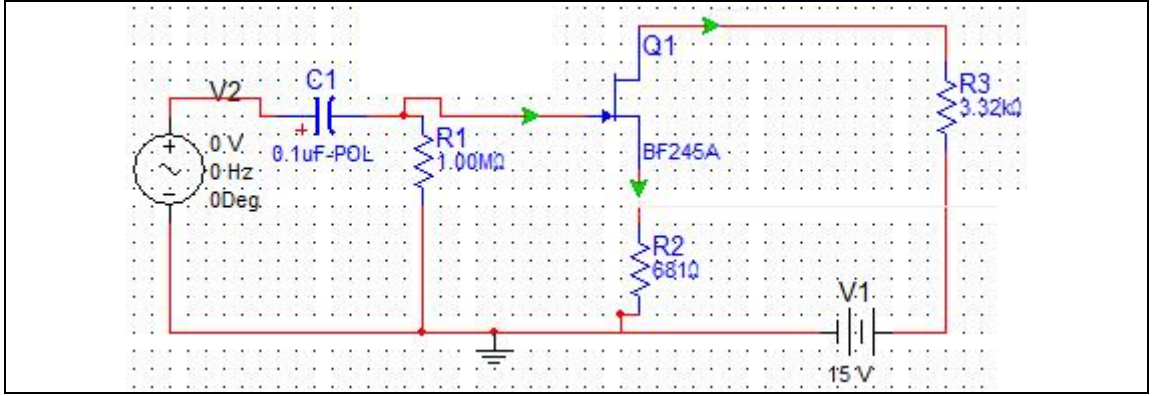 Q1
V2
C1
R3
3.32kΩ
+
0 V
0 Hz
0Deg
0.1uF-POL
R1
1.00MΩ
BF245A
R2
681Ω
V1
15 V